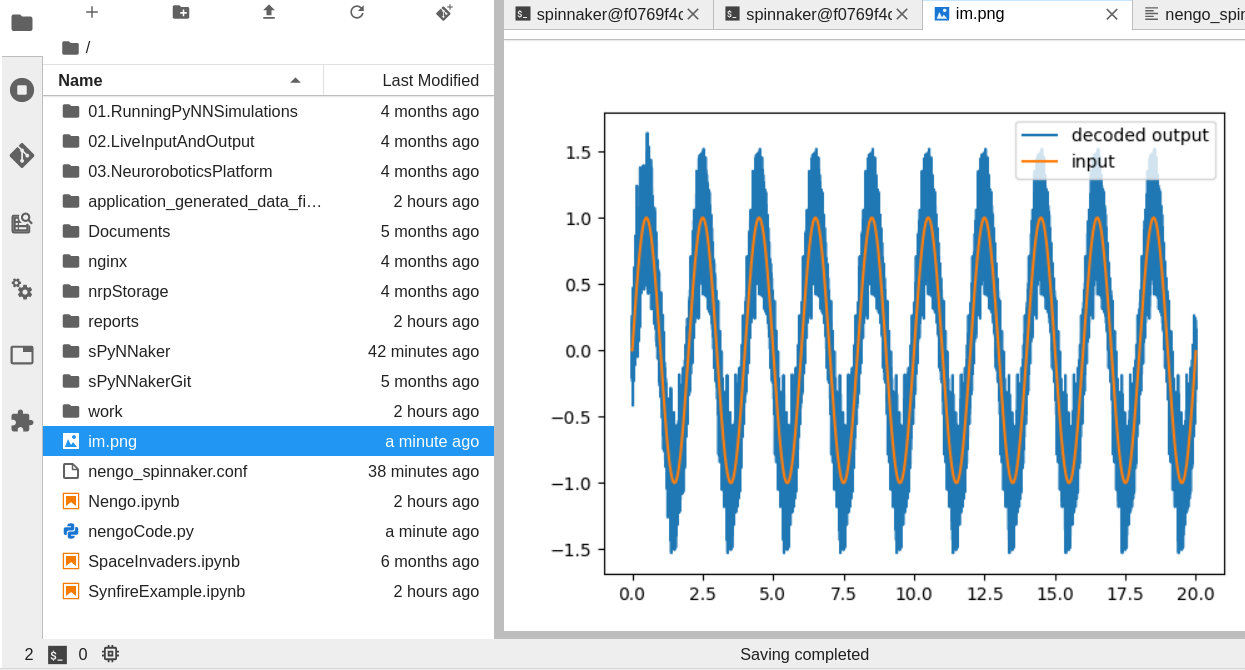 spinnaker@f0769f4c
spinnaker@f0769f4c
im.png
nengo_spin
/
Name Last Modified
01.RunningPyNNSimulations 4 months ago
02.LiveInputAndOutput 4 months ago
03.NeuroroboticsPlatform 4 months ago
application_generated_data_fi... 2 hours ago
Documents 5 months ago
nginx 4 months ago
nrpStorage 4 months ago
reports 2 hours ago
sPyNNaker 42 minutes ago
sPyNNakerGit 5 months ago
work 2 hours ago
im.png a minute ago
nengo_spinnaker.conf 38 minutes ago
Nengo.ipynb 2 hours ago
nengoCode.py a minute ago
SpaceInvaders.ipynb 6 months ago
SynfireExample.ipynb 2 hours ago
decoded output
input
1.5
1.0
0.5
0.0
−0.5
−1.0
−1.5
0.0 2.5 5.0 7.5 10.0 12.5 15.0 17.5 20.0
2 $_ 0 Saving completed